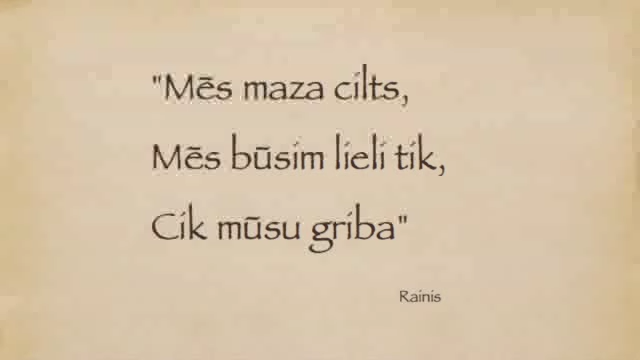 "Mēs maza cilts,
Mēs būsim lieli tik,
Cik mūsu griba"
Rainis